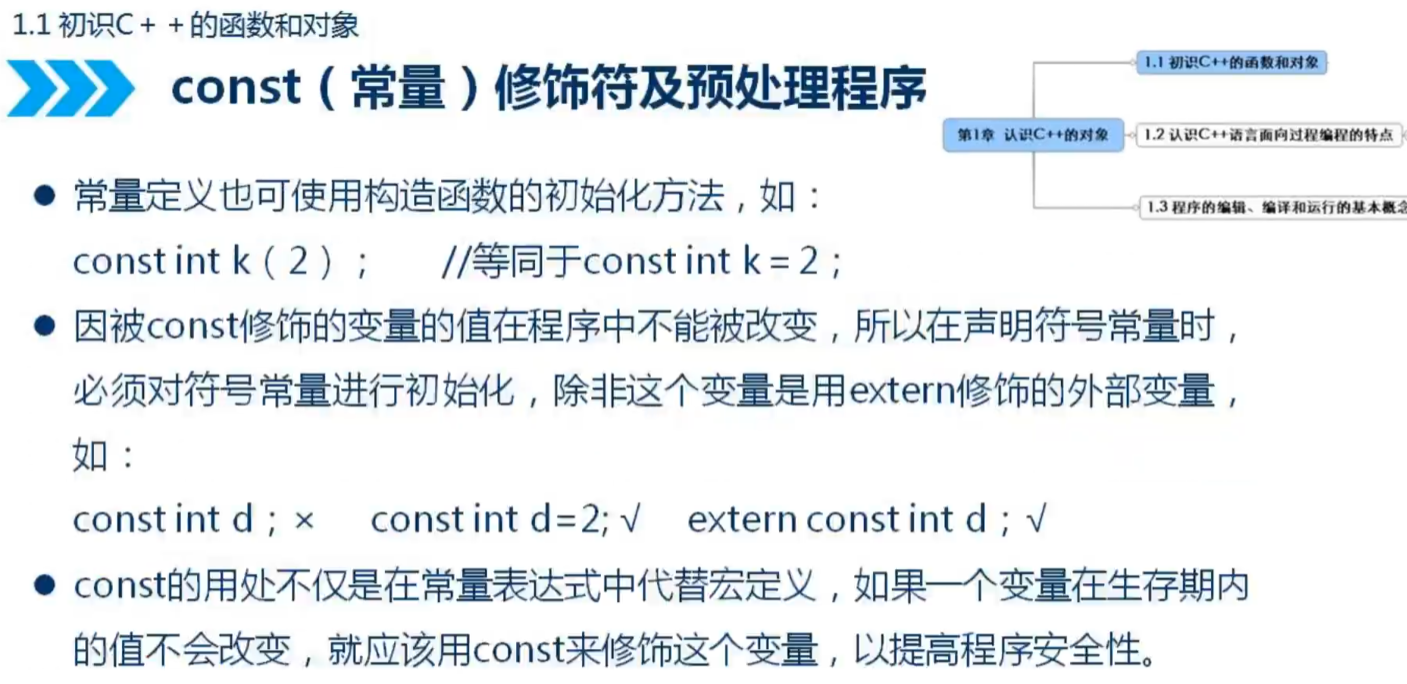 1.1 初识C＋＋的函数和对象
const（常量）修饰符及预处理程序
1.1 初识C++的函数和对象
第1章 认识C++的对象
1.2 认识C++语言面向过程编程的特点
1.3 程序的编辑、编译和运行的基本概念
● 常量定义也可使用构造函数的初始化方法，如：
const int k（2）； //等同于const int k = 2；
● 因被const修饰的变量的值在程序中不能被改变，所以在声明符号常量时，
必须对符号常量进行初始化，除非这个变量是用extern修饰的外部变量，
如：
const int d；× const int d=2; √ extern const int d；√
● const的用处不仅是在常量表达式中代替宏定义，如果一个变量在生存期内
的值不会改变，就应该用const来修饰这个变量，以提高程序安全性。